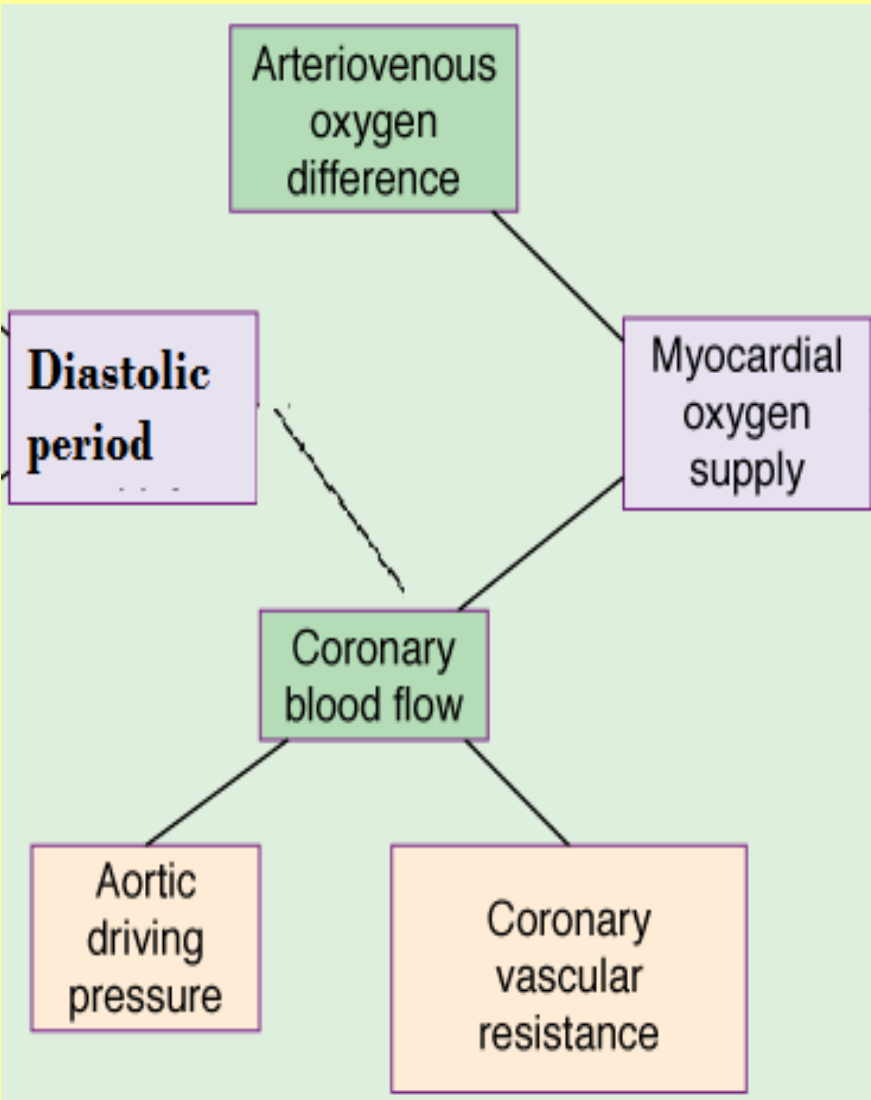 Arteriovenous
oxygen
difference
Diastolic
period
Myocardial
oxygen
supply
Coronary
blood flow
Aortic
driving
pressure
Coronary
vascular
resistance